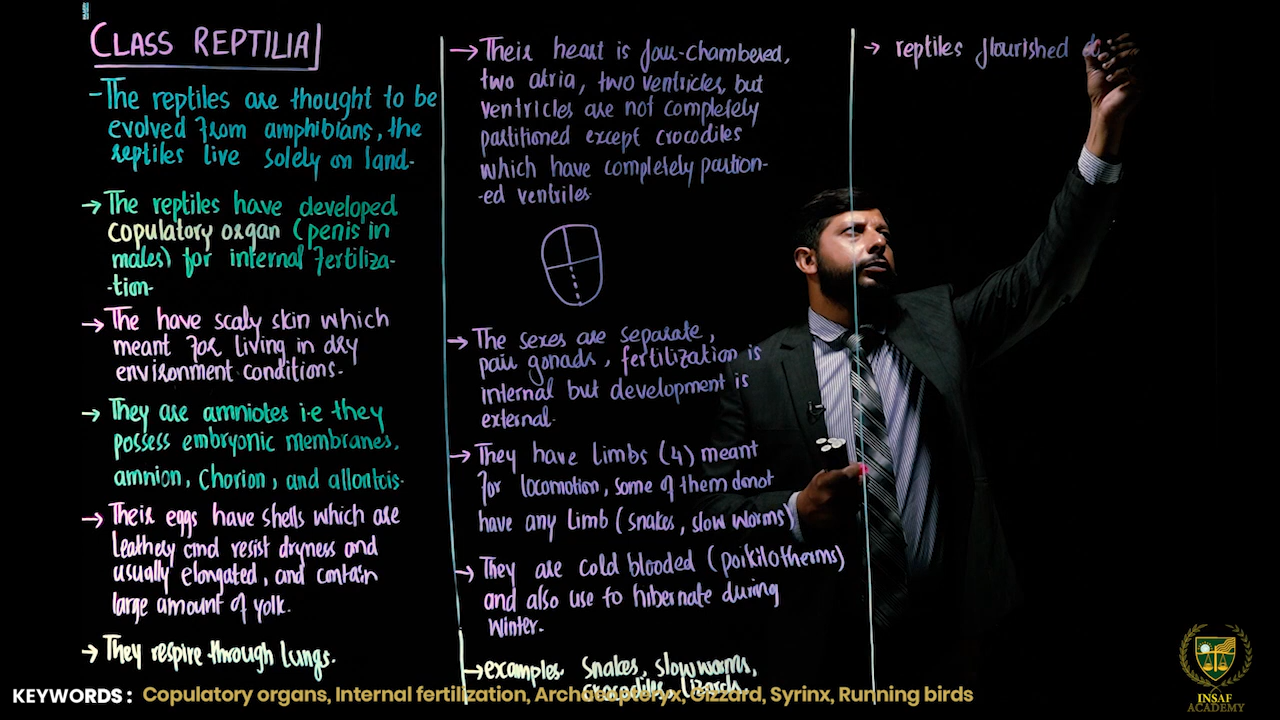 CLASS REPTILIA
- The reptiles are thought to be
evolved from amphibians, the
reptiles live solely on land.
→ The reptiles have developed
copulatory organ (penis in
males) for internal fertiliza-
-tion.
→ The have scaly skin which
meant for living in dry
environment conditions.
→ They are amniotes i.e they
possess embryonic membranes,
amnion, chorion, and allantois.
→ Their eggs have shells which are
leathery and resist dryness and
usually elongated, and contain
large amount of yolk.
→ They respire through lungs.
→ Their heart is four-chambered,
two atria, two ventricles, but
ventricles are not completely
partitioned except crocodiles
which have completely partion-
-ed ventriles.
→ The sexes are separate,
pair gonads, fertilization is
internal but development is
external.
→ They have limbs (4) meant
for locomotion, some of them donot
have any limb (snakes, slow worms)
→ They are cold blooded (poikilotherms)
and also use to hibernate during
winter.
→ examples. Snakes, slow worms,
crocodiles, lizards.
→ reptiles flourished
KEYWORDS : Copulatory organs, Internal fertilization, Archaeapteryx, Gizzard, Syrinx, Running birds
INSAF
ACADEMY